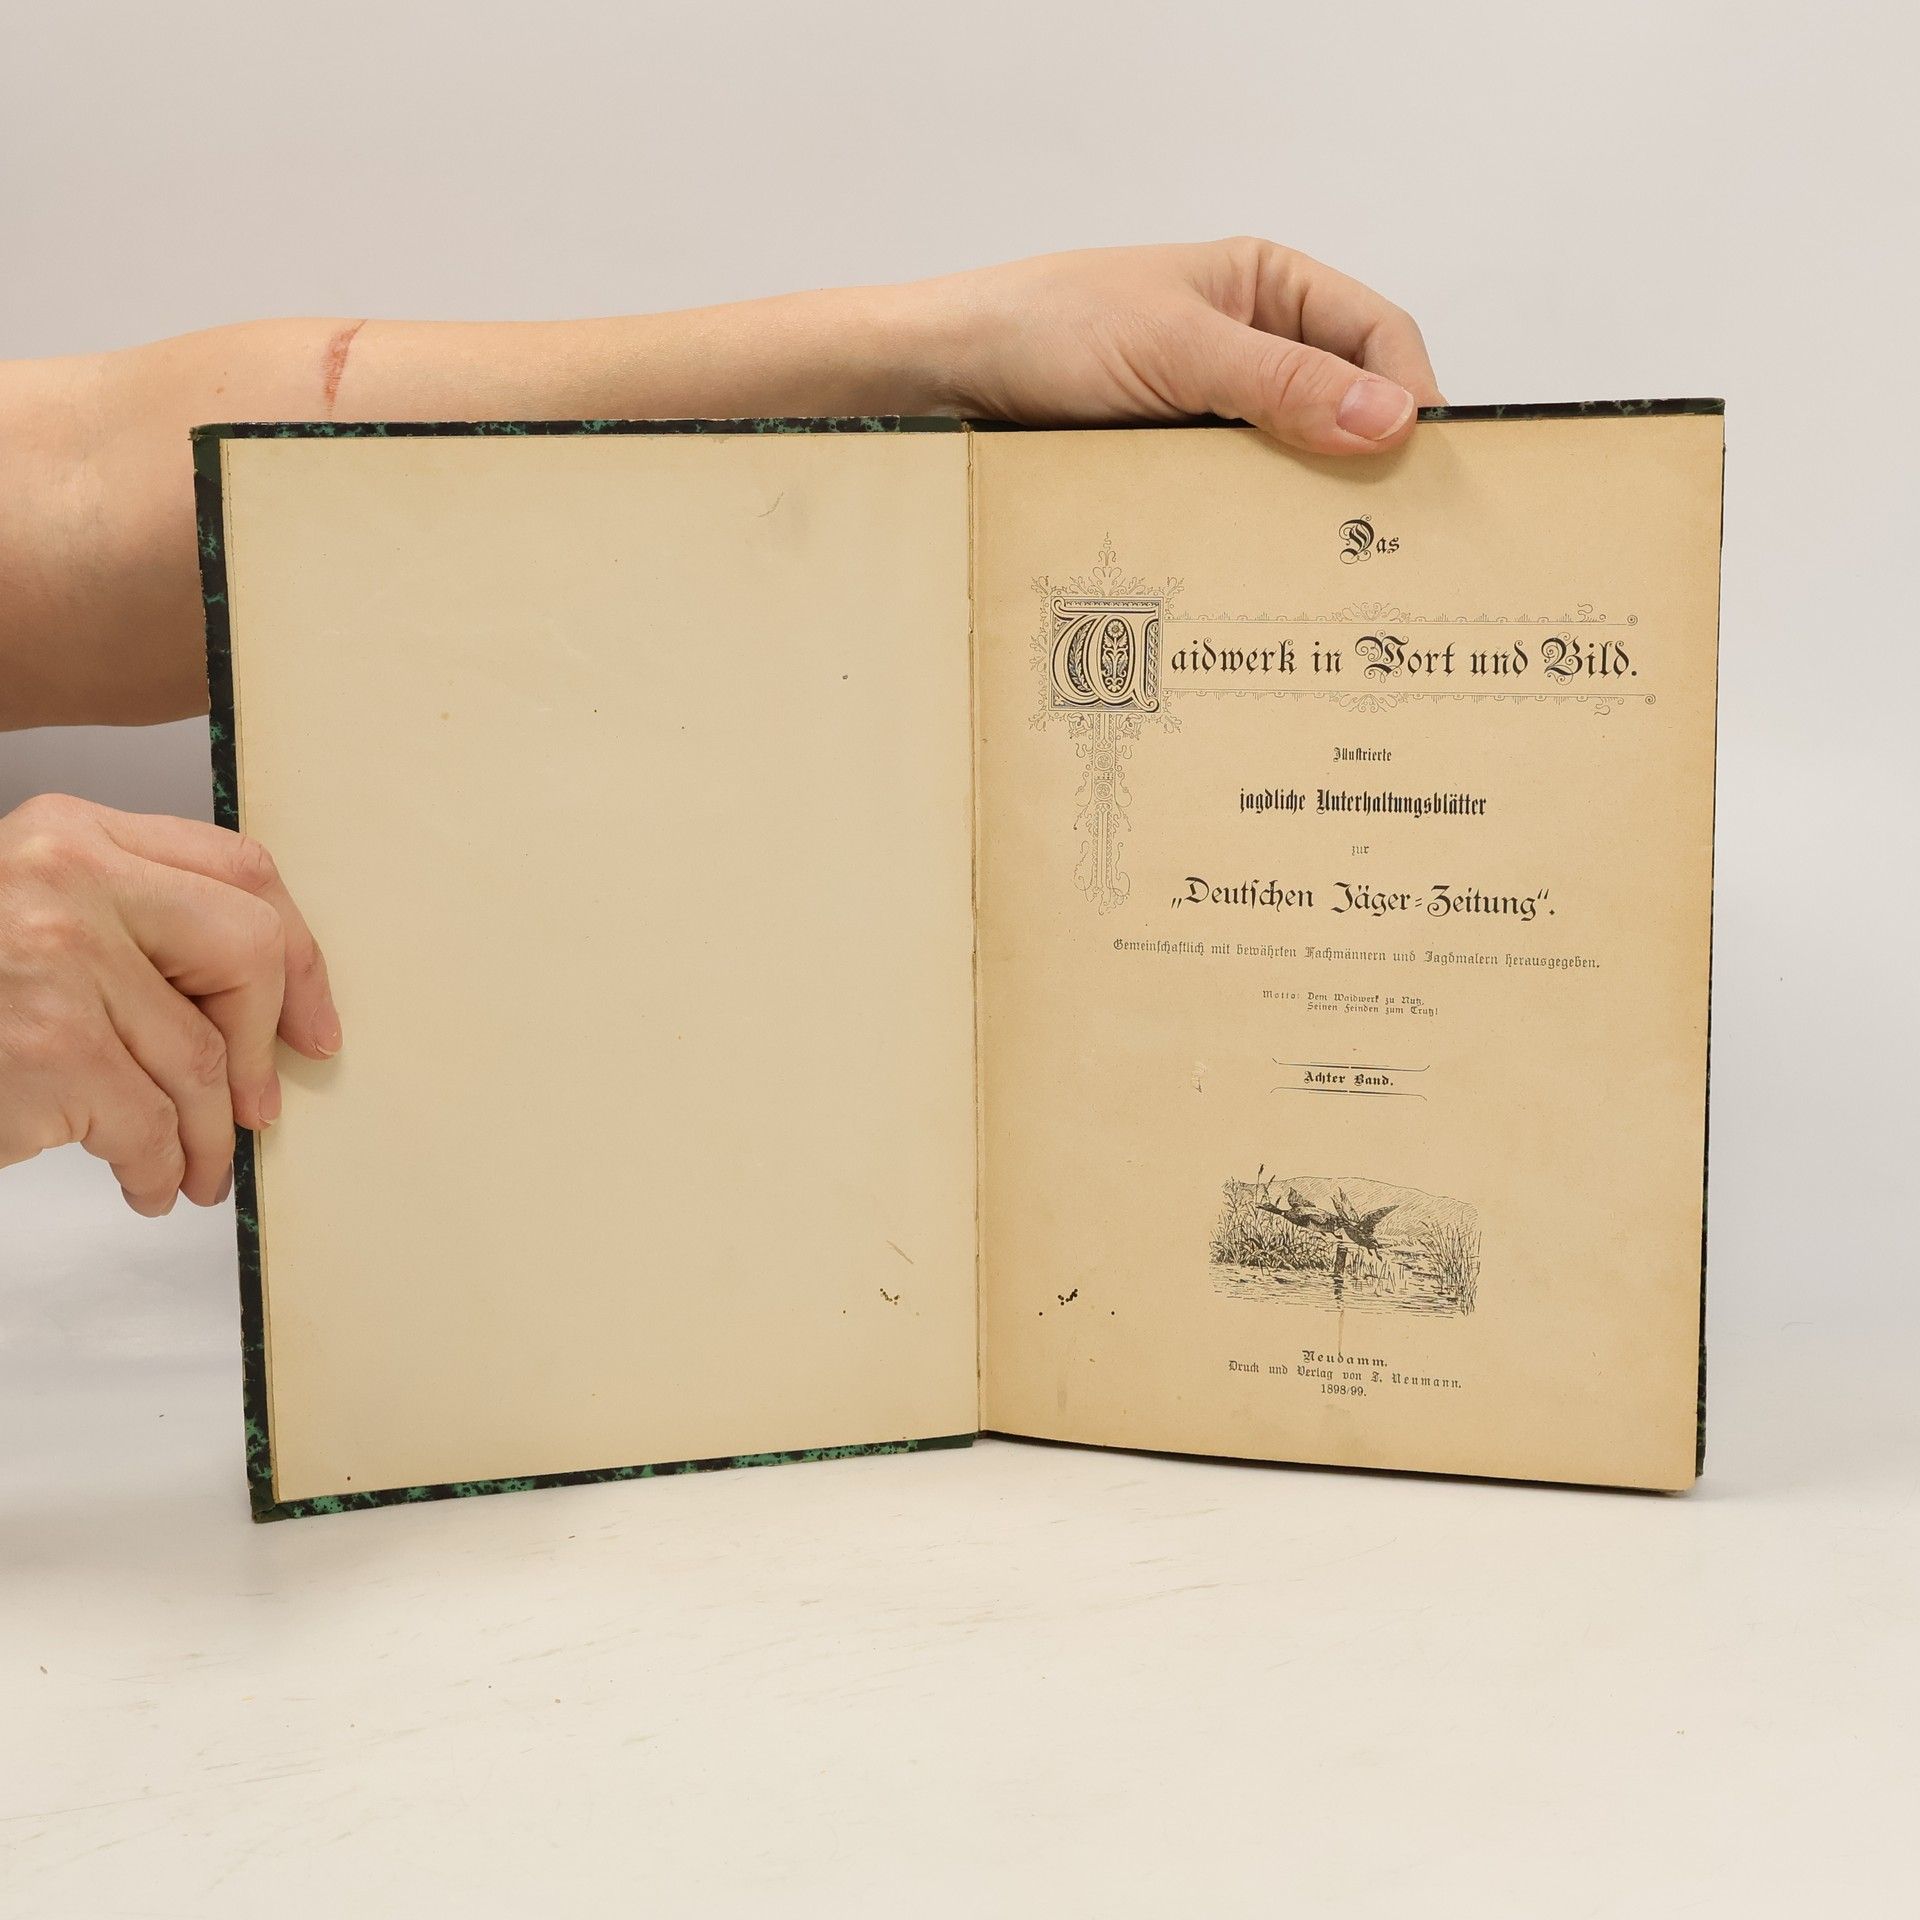 Das
Waidwerk in Wort und Bild.
Illustrierte
jagdliche Unterhaltungsblätter
zur
„Deutschen Jäger-Zeitung“.
Gemeinschaftlich mit bewährten Fachmännern und Jagdmalern herausgegeben.
Motto: Dem Waidwerk zu Nutz,
Seinen Feinden zum Trutz!
Achter Band.
Neudamm.
Druck und Verlag von J. Neumann.
1898/99.